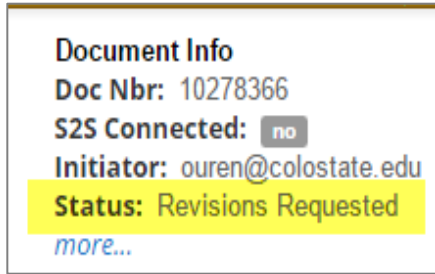 Document Info
Doc Nbr: 10278366
S2S Connected: no
Initiator: ouren@colostate.edu
Status: Revisions Requested
more...